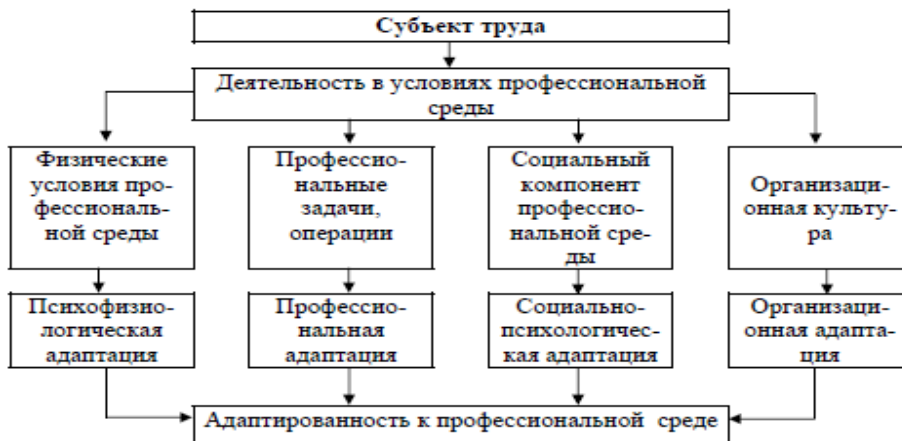 Субъект труда
Деятельность в условиях профессиональной
среды
Физические
условия про-
фессиональ-
ной среды
Профессио-
нальные
задачи,
операции
Социальный
компонент
профессио-
нальной сре-
ды
Организаци-
онная культу-
ра
Психофизио-
логическая
адаптация
Профессио-
нальная
адаптация
Социально-
психологичес-
кая адаптация
Организаци-
онная адапта-
ция
Адаптированность к профессиональной среде